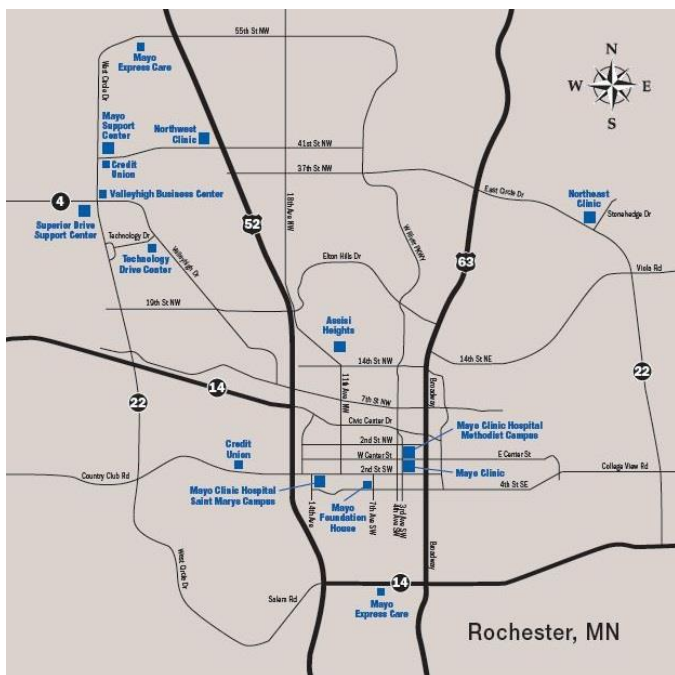 55th St NW
Mayo
Express Care
West Circle Dr
N
W
E
S
Mayo
Support
Center
Northwest
Clinic
41st St NW
Credit
Union
37th St NW
Valleyhigh Business Center
4
Superior Drive
Support Center
Technology Dr
Technology
Drive Center
Valleyhigh Dr
18th Ave NW
52
W River PKWY
East Circle Dr
Northeast
Clinic
Stonehedge Dr
63
Elton Hills Dr
Viola Rd
19th St NW
Assisi
Heights
14th St NW
14th St NE
11th Ave NW
Broadway
22
14
7th St NW
22
Civic Center Dr
Mayo Clinic Hospital
Methodist Campus
2nd St NW
W Center St
E Center St
Credit
Union
2nd St SW
Mayo Clinic
College View Rd
Country Club Rd
Mayo Clinic Hospital
Saint Marys Campus
4th St SE
14th Ave
Mayo
Foundation
House
7th Ave SW
4th Ave SW
3rd Ave SW
Broadway
West Circle Dr
14
Salem Rd
Mayo
Express Care
Rochester, MN